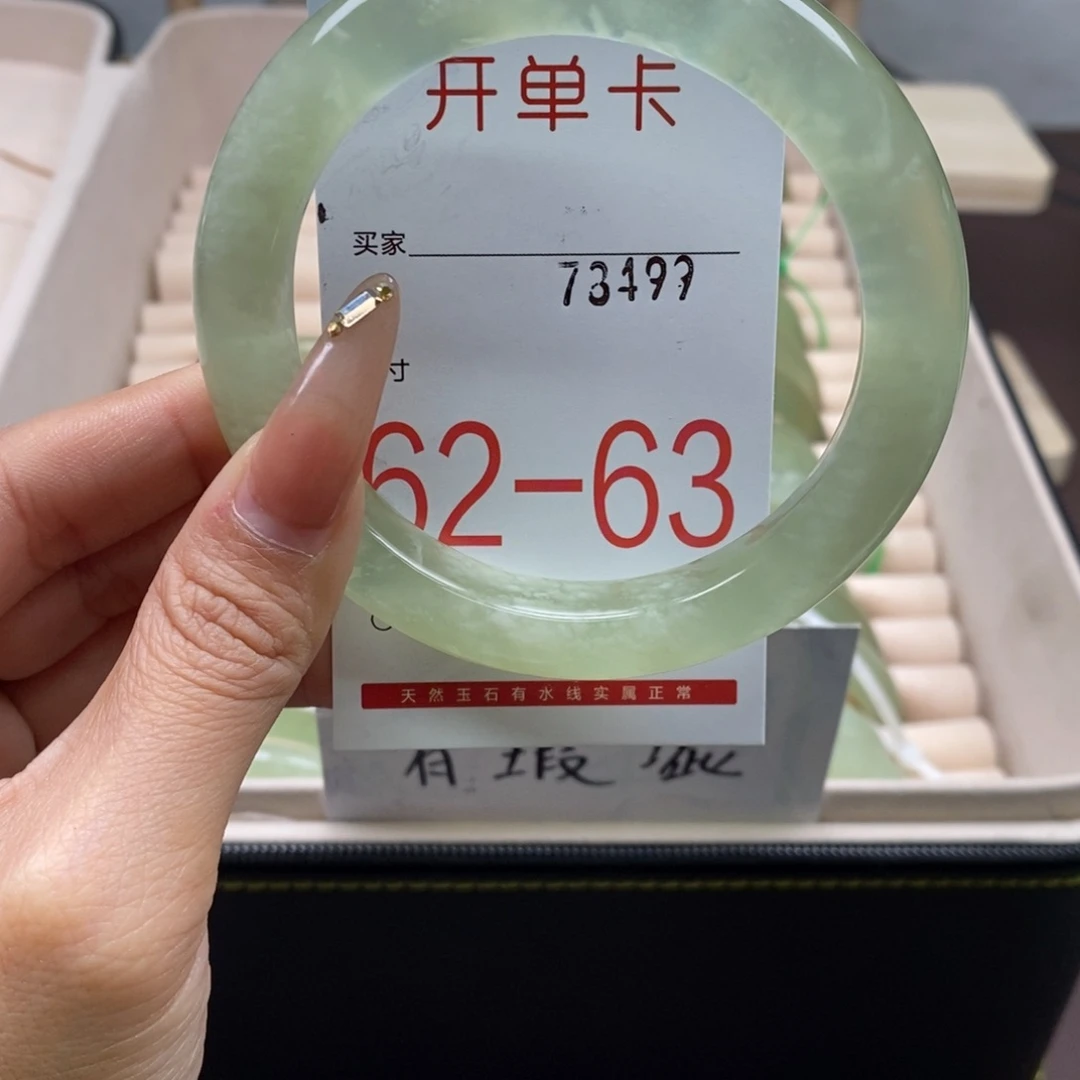 开单卡
买家
73499
寸
62-63
天然玉石有水线实属正常
有瑕疵